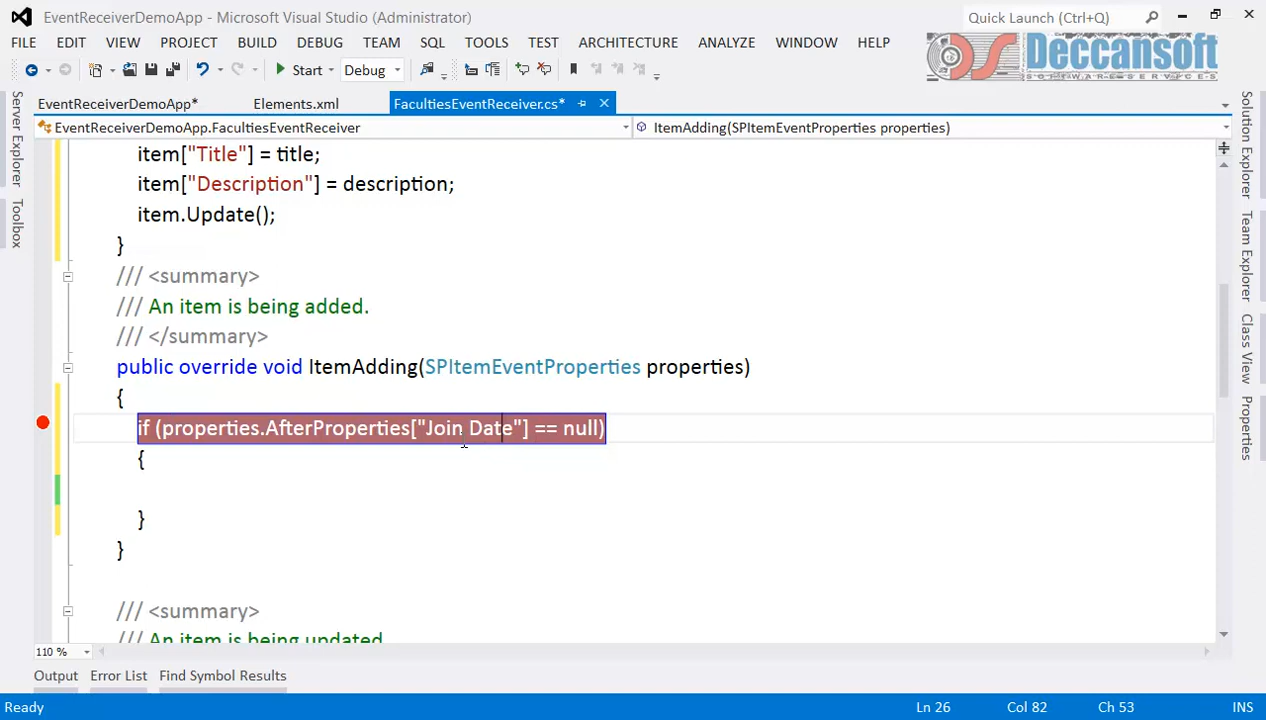 EventReceiverDemoApp - Microsoft Visual Studio (Administrator)
Quick Launch (Ctrl+Q)
FILE EDIT VIEW PROJECT BUILD DEBUG TEAM SQL TOOLS TEST ARCHITECTURE ANALYZE WINDOW HELP
Deccansoft
SOFTWARE SERVICES
Start Debug
EventReceiverDemoApp* Elements.xml FacultiesEventReceiver.cs*
EventReceiverDemoApp.FacultiesEventReceiver ItemAdding(SPItemEventProperties properties)
Server Explorer
Toolbox
item["Title"] = title;
item["Description"] = description;
item.Update();
}
/// <summary>
/// An item is being added.
/// </summary>
public override void ItemAdding(SPItemEventProperties properties)
{
if (properties.AfterProperties["Join Date"] == null)
{
}
}
/// <summary>
/// An item is being updated
Solution Explorer
Team Explorer
Class View
Properties
110 %
Output Error List Find Symbol Results
Ready Ln 26 Col 82 Ch 53 INS